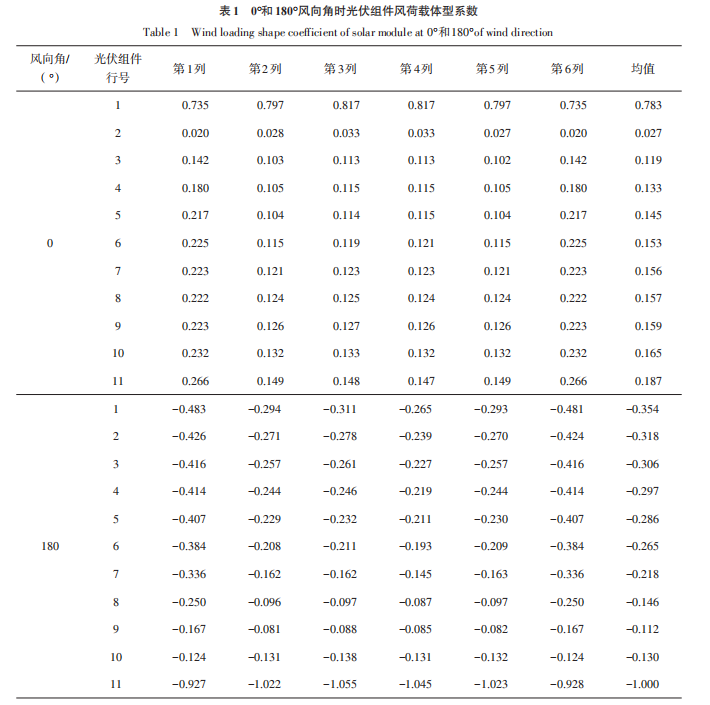 表 1 0°和 180°风向角时光伏组件风荷载体型系数
Table 1 Wind loading shape coefficient of solar module at 0°和180°of wind direction
风向角/(°) 光伏组件行号 第1列 第2列 第3列 第4列 第5列 第6列 均值
1 0.735 0.797 0.817 0.817 0.797 0.735 0.783
2 0.020 0.028 0.033 0.033 0.027 0.020 0.027
3 0.142 0.103 0.113 0.113 0.102 0.142 0.119
4 0.180 0.105 0.115 0.115 0.105 0.180 0.133
5 0.217 0.104 0.114 0.115 0.104 0.217 0.145
0 6 0.225 0.115 0.119 0.121 0.115 0.225 0.153
7 0.223 0.121 0.123 0.123 0.121 0.223 0.156
8 0.222 0.124 0.125 0.124 0.124 0.222 0.157
9 0.223 0.126 0.127 0.126 0.126 0.223 0.159
10 0.232 0.132 0.133 0.132 0.132 0.232 0.165
11 0.266 0.149 0.148 0.147 0.149 0.266 0.187
1 −0.483 −0.294 −0.311 −0.265 −0.293 −0.481 −0.354
2 −0.426 −0.271 −0.278 −0.239 −0.270 −0.424 −0.318
3 −0.416 −0.257 −0.261 −0.227 −0.257 −0.416 −0.306
4 −0.414 −0.244 −0.246 −0.219 −0.244 −0.414 −0.297
5 −0.407 −0.229 −0.232 −0.211 −0.230 −0.407 −0.286
180 6 −0.384 −0.208 −0.211 −0.193 −0.209 −0.384 −0.265
7 −0.336 −0.162 −0.162 −0.145 −0.163 −0.336 −0.218
8 −0.250 −0.096 −0.097 −0.087 −0.097 −0.250 −0.146
9 −0.167 −0.081 −0.088 −0.085 −0.082 −0.167 −0.112
10 −0.124 −0.131 −0.138 −0.131 −0.132 −0.124 −0.130
11 −0.927 −1.022 −1.055 −1.045 −1.023 −0.928 −1.000